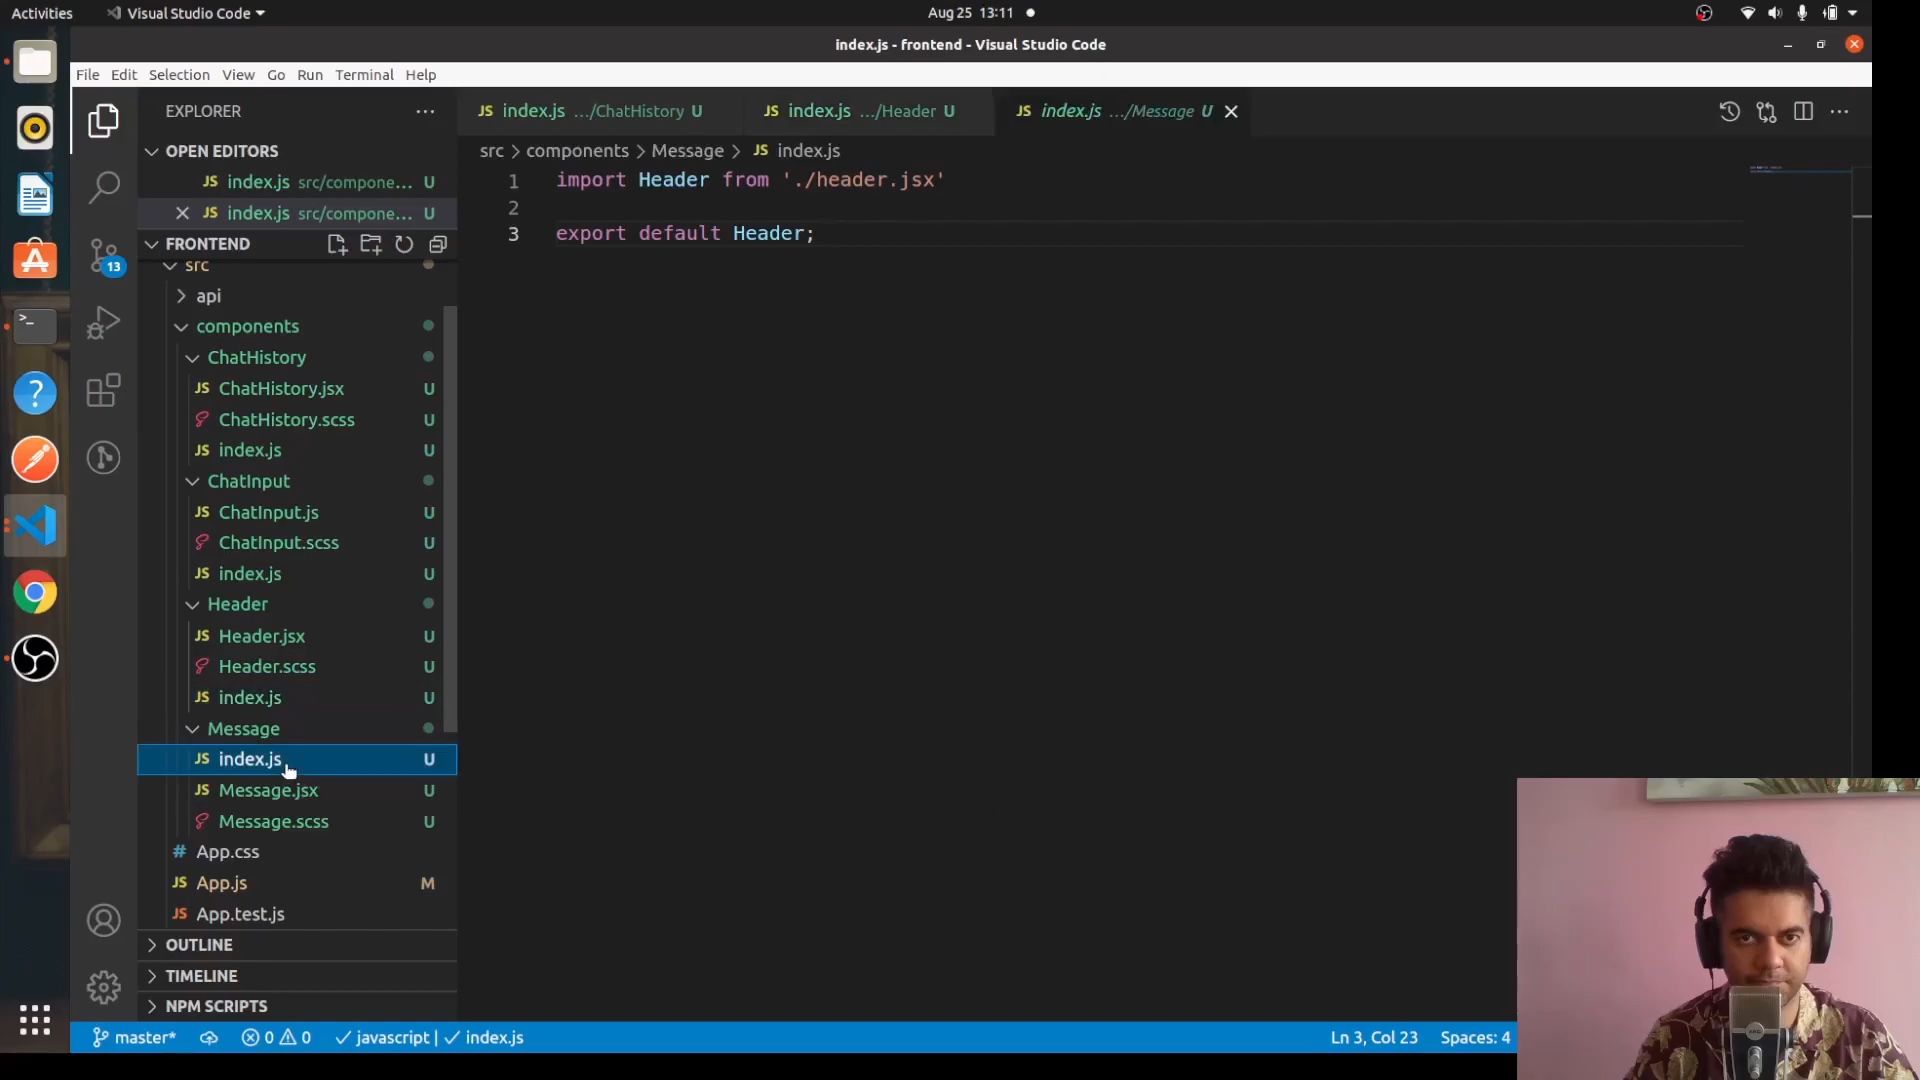 Activities
Visual Studio Code
Aug 25 13:11
index.js - frontend - Visual Studio Code
File Edit Selection View Go Run Terminal Help
EXPLORER
JS index.js .../ChatHistory U
JS index.js .../Header U
JS index.js .../Message U
OPEN EDITORS
src > components > Message > JS index.js
JS index.js src/compone... U
JS index.js src/compone... U
1 import Header from './header.jsx'
2
3 export default Header;
FRONTEND
src
13
api
components
ChatHistory
JS ChatHistory.jsx U
ChatHistory.scss U
JS index.js U
ChatInput
JS ChatInput.js U
ChatInput.scss U
JS index.js U
Header
JS Header.jsx U
Header.scss U
JS index.js U
Message
JS index.js U
JS Message.jsx U
Message.scss U
# App.css
JS App.js M
JS App.test.js
OUTLINE
TIMELINE
NPM SCRIPTS
master* 0 0 javascript | index.js
Ln 3, Col 23 Spaces: 4